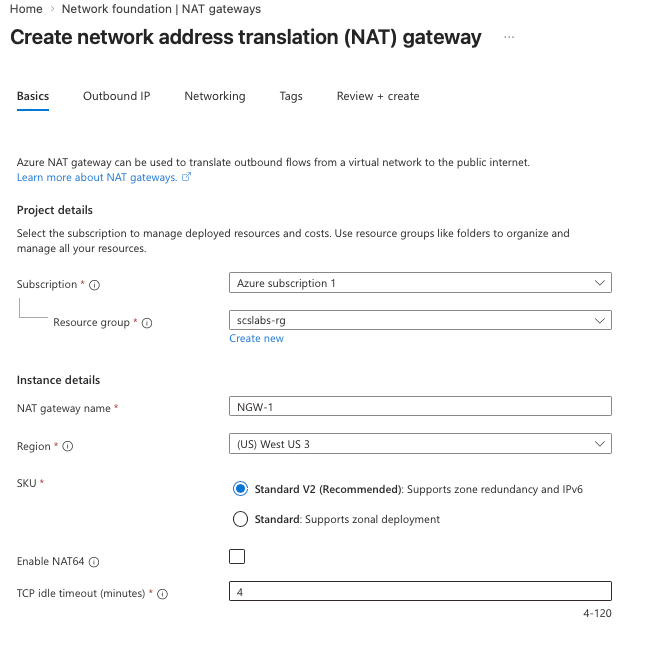 Home > Network foundation | NAT gateways
Create network address translation (NAT) gateway ...
Basics Outbound IP Networking Tags Review + create
Azure NAT gateway can be used to translate outbound flows from a virtual network to the public internet.
Learn more about NAT gateways.
Project details
Select the subscription to manage deployed resources and costs. Use resource groups like folders to organize and
manage all your resources.
Subscription * Azure subscription 1
Resource group * scslabs-rg
Create new
Instance details
NAT gateway name * NGW-1
Region * (US) West US 3
SKU *
Standard V2 (Recommended): Supports zone redundancy and IPv6
Standard: Supports zonal deployment
Enable NAT64
TCP idle timeout (minutes) * 4
4-120